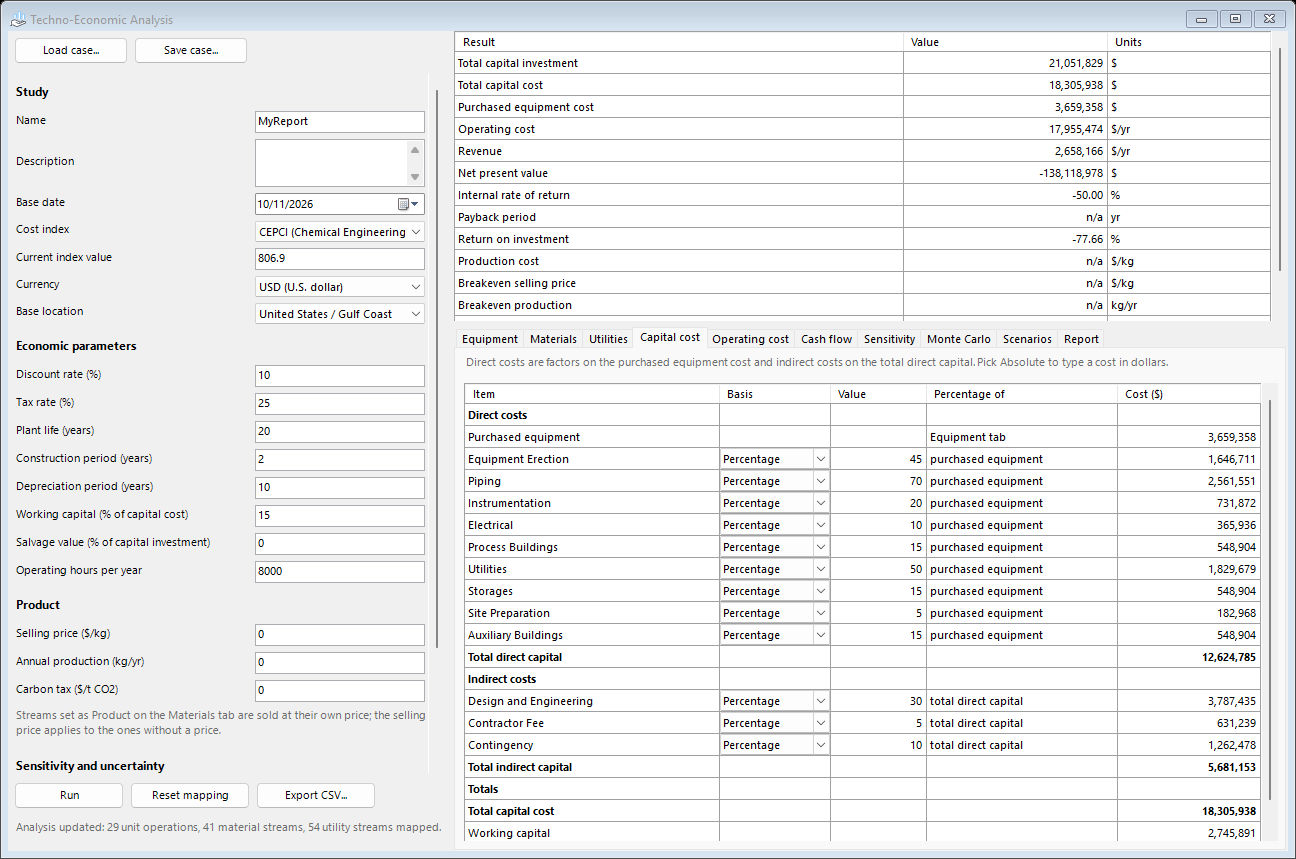 Techno-Economic Analysis
Load case...
Save case...
Study
Name
MyReport
Description
Base date
10/11/2026
Cost index
CEPCI (Chemical Engineering
Current index value
806.9
Currency
USD (U.S. dollar)
Base location
United States / Gulf Coast
Economic parameters
Discount rate (%)
10
Tax rate (%)
25
Plant life (years)
20
Construction period (years)
2
Depreciation period (years)
10
Working capital (% of capital cost)
15
Salvage value (% of capital investment)
0
Operating hours per year
8000
Product
Selling price ($/kg)
0
Annual production (kg/yr)
0
Carbon tax ($/t CO2)
0
Streams set as Product on the Materials tab are sold at their own price; the selling
price applies to the ones without a price.
Sensitivity and uncertainty
Run
Reset mapping
Export CSV...
Analysis updated: 29 unit operations, 41 material streams, 54 utility streams mapped.
Result Value Units
Total capital investment 21,051,829 $
Total capital cost 18,305,938 $
Purchased equipment cost 3,659,358 $
Operating cost 17,955,474 $/yr
Revenue 2,658,166 $/yr
Net present value -138,118,978 $
Internal rate of return -50.00 %
Payback period n/a yr
Return on investment -77.66 %
Production cost n/a $/kg
Breakeven selling price n/a $/kg
Breakeven production n/a kg/yr
Equipment Materials Utilities Capital cost Operating cost Cash flow Sensitivity Monte Carlo Scenarios Report
Direct costs are factors on the purchased equipment cost and indirect costs on the total direct capital. Pick Absolute to type a cost in dollars.
Item Basis Value Percentage of Cost ($)
Direct costs
Purchased equipment Equipment tab 3,659,358
Equipment Erection Percentage 45 purchased equipment 1,646,711
Piping Percentage 70 purchased equipment 2,561,551
Instrumentation Percentage 20 purchased equipment 731,872
Electrical Percentage 10 purchased equipment 365,936
Process Buildings Percentage 15 purchased equipment 548,904
Utilities Percentage 50 purchased equipment 1,829,679
Storages Percentage 15 purchased equipment 548,904
Site Preparation Percentage 5 purchased equipment 182,968
Auxiliary Buildings Percentage 15 purchased equipment 548,904
Total direct capital 12,624,785
Indirect costs
Design and Engineering Percentage 30 total direct capital 3,787,435
Contractor Fee Percentage 5 total direct capital 631,239
Contingency Percentage 10 total direct capital 1,262,478
Total indirect capital 5,681,153
Totals
Total capital cost 18,305,938
Working capital 2,745,891